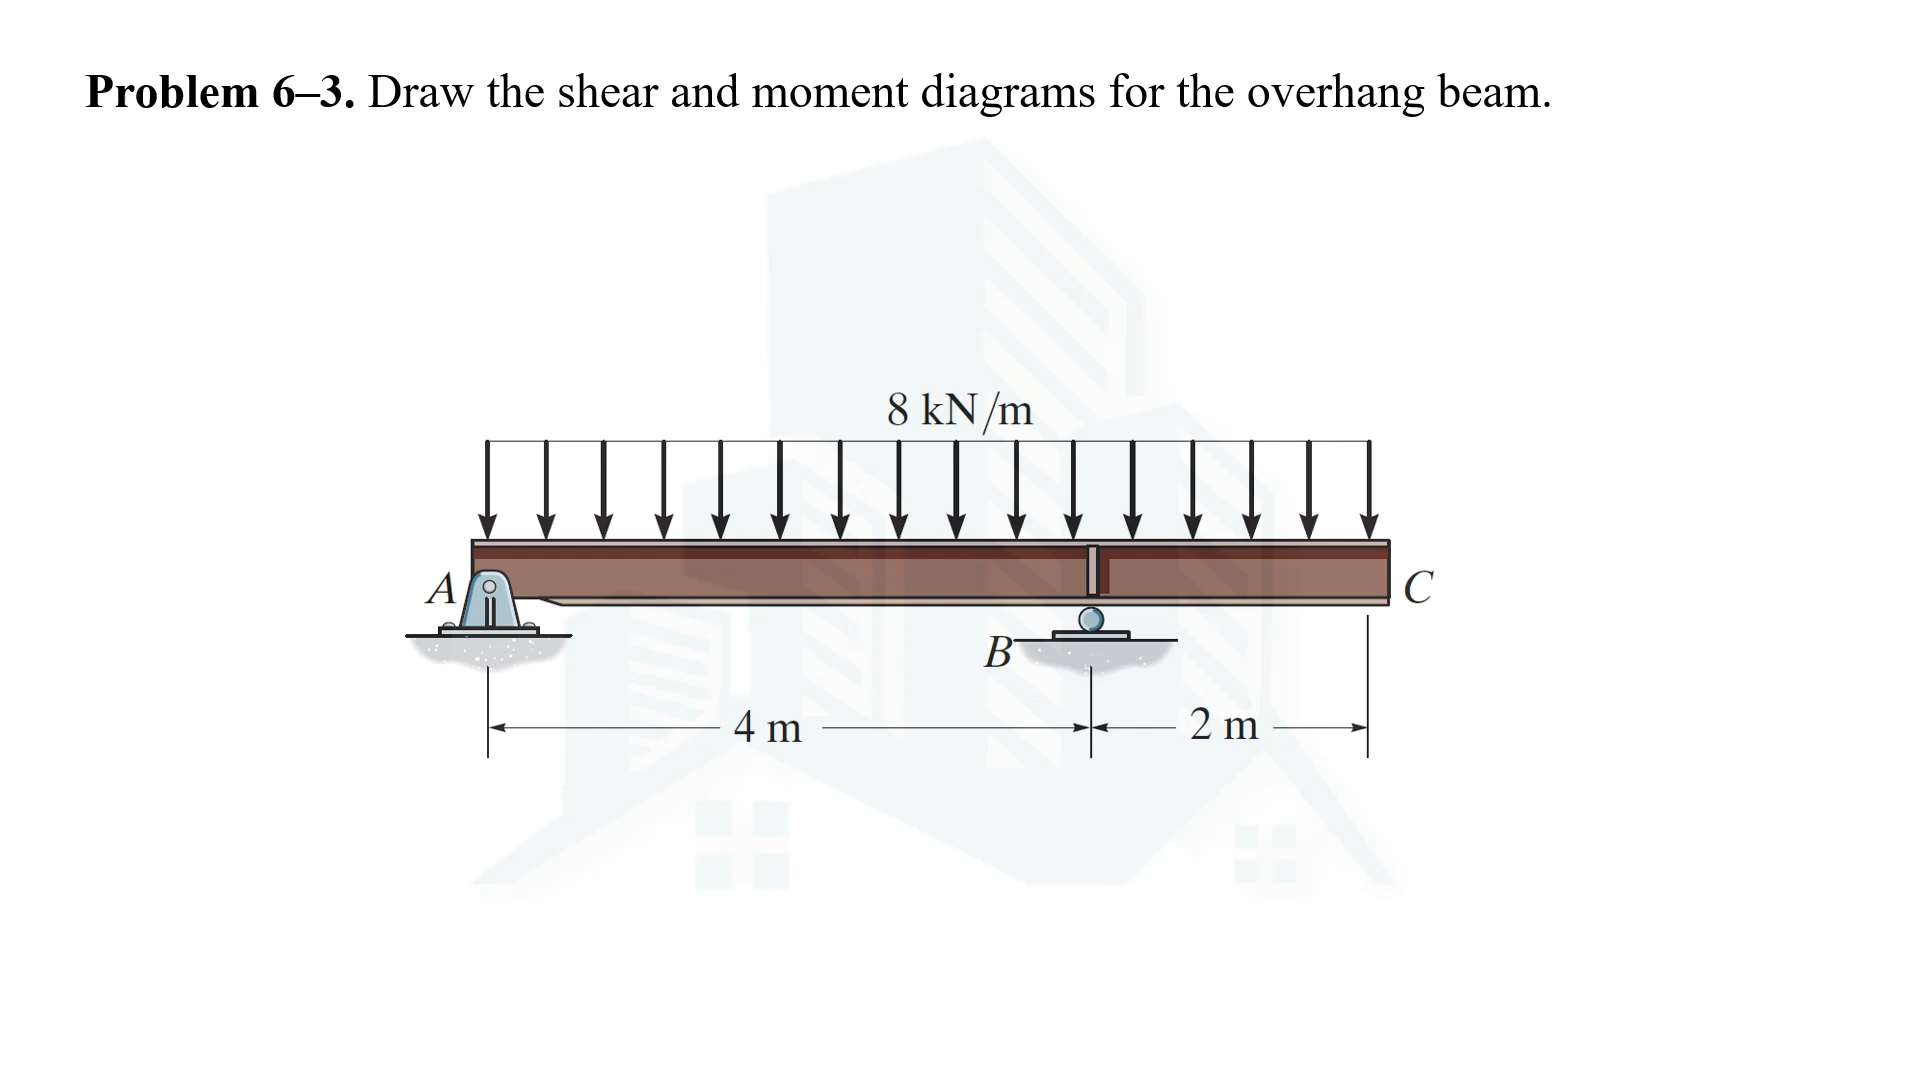 Problem 6–3. Draw the shear and moment diagrams for the overhang beam.
8 kN/m
A
C
B
4 m
2 m